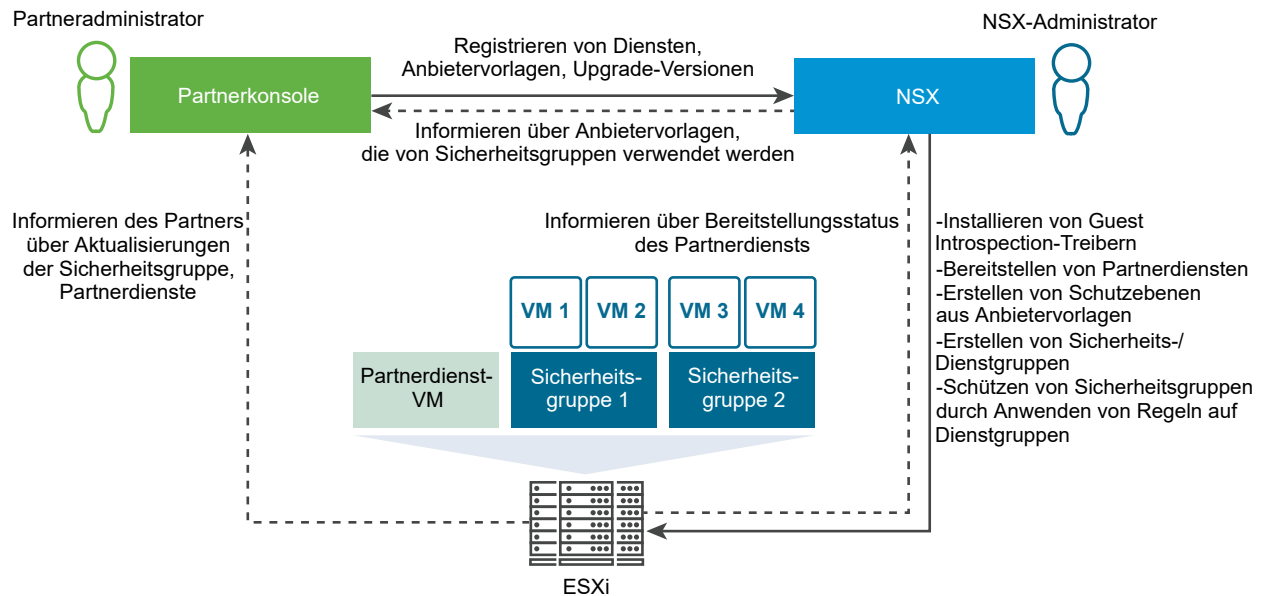 Partneradministrator
NSX-Administrator
Registrieren von Diensten,
Anbietervorlagen, Upgrade-Versionen
Partnerkonsole
NSX
Informieren über Anbietervorlagen,
die von Sicherheitsgruppen verwendet werden
Informieren des Partners
über Aktualisierungen
der Sicherheitsgruppe,
Partnerdienste
Informieren über Bereitstellungsstatus
des Partnerdiensts
-Installieren von Guest
Introspection-Treibern
-Bereitstellen von Partnerdiensten
-Erstellen von Schutzebenen
aus Anbietervorlagen
-Erstellen von Sicherheits-/
Dienstgruppen
-Schützen von Sicherheitsgruppen
durch Anwenden von Regeln auf
Dienstgruppen
VM 1
VM 2
VM 3
VM 4
Partnerdienst-
VM
Sicherheits-
gruppe 1
Sicherheits-
gruppe 2
ESXi